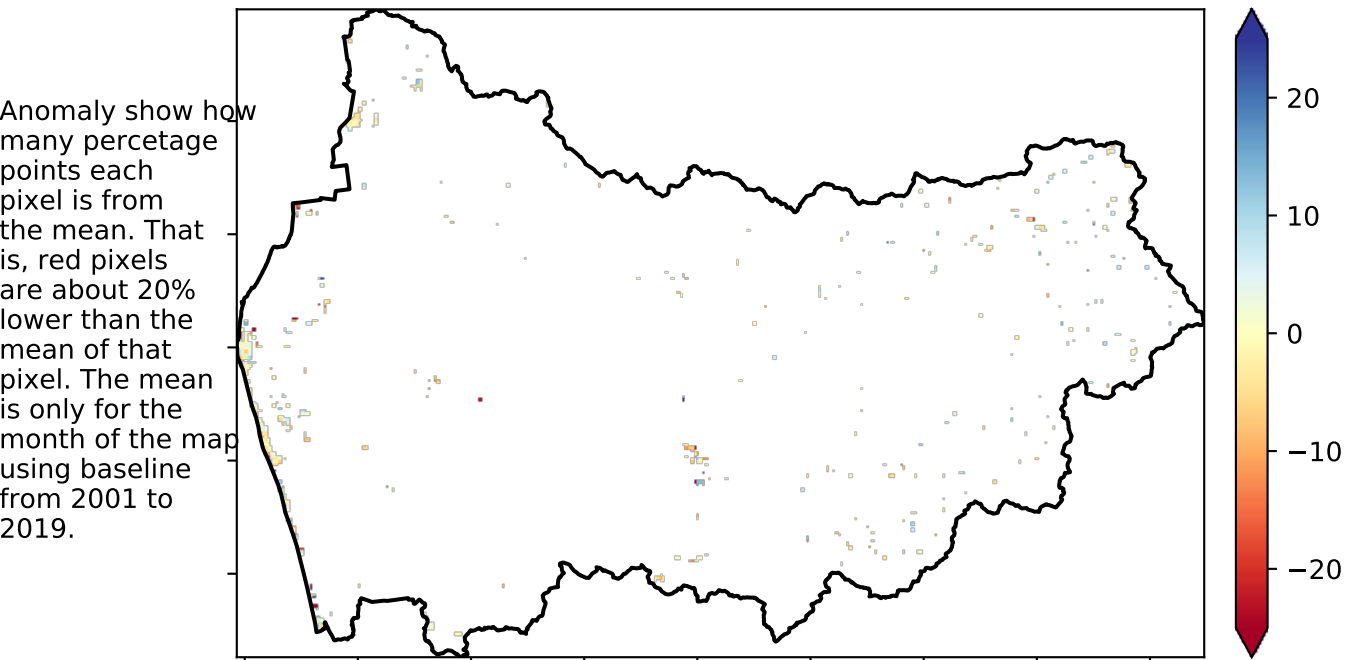 Anomaly show how
many percetage
points each
pixel is from
the mean. That
is, red pixels
are about 20%
lower than the
mean of that
pixel. The mean
is only for the
month of the map
using baseline
from 2001 to
2019.
20
10
0
−10
−20